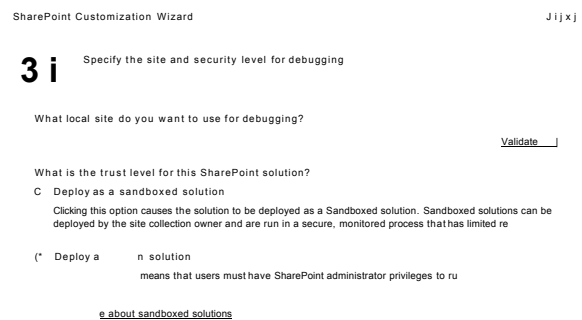 SharePoint Customization Wizard J i j x j
3 i Specify the site and security level for debugging
What local site do you want to use for debugging?
Validate |
What is the trust level for this SharePoint solution?
C Deploy as a sandboxed solution
Clicking this option causes the solution to be deployed as a Sandboxed solution. Sandboxed solutions can be
deployed by the site collection owner and are run in a secure, monitored process that has limited re
(* Deploy a n solution
means that users must have SharePoint administrator privileges to ru
e about sandboxed solutions